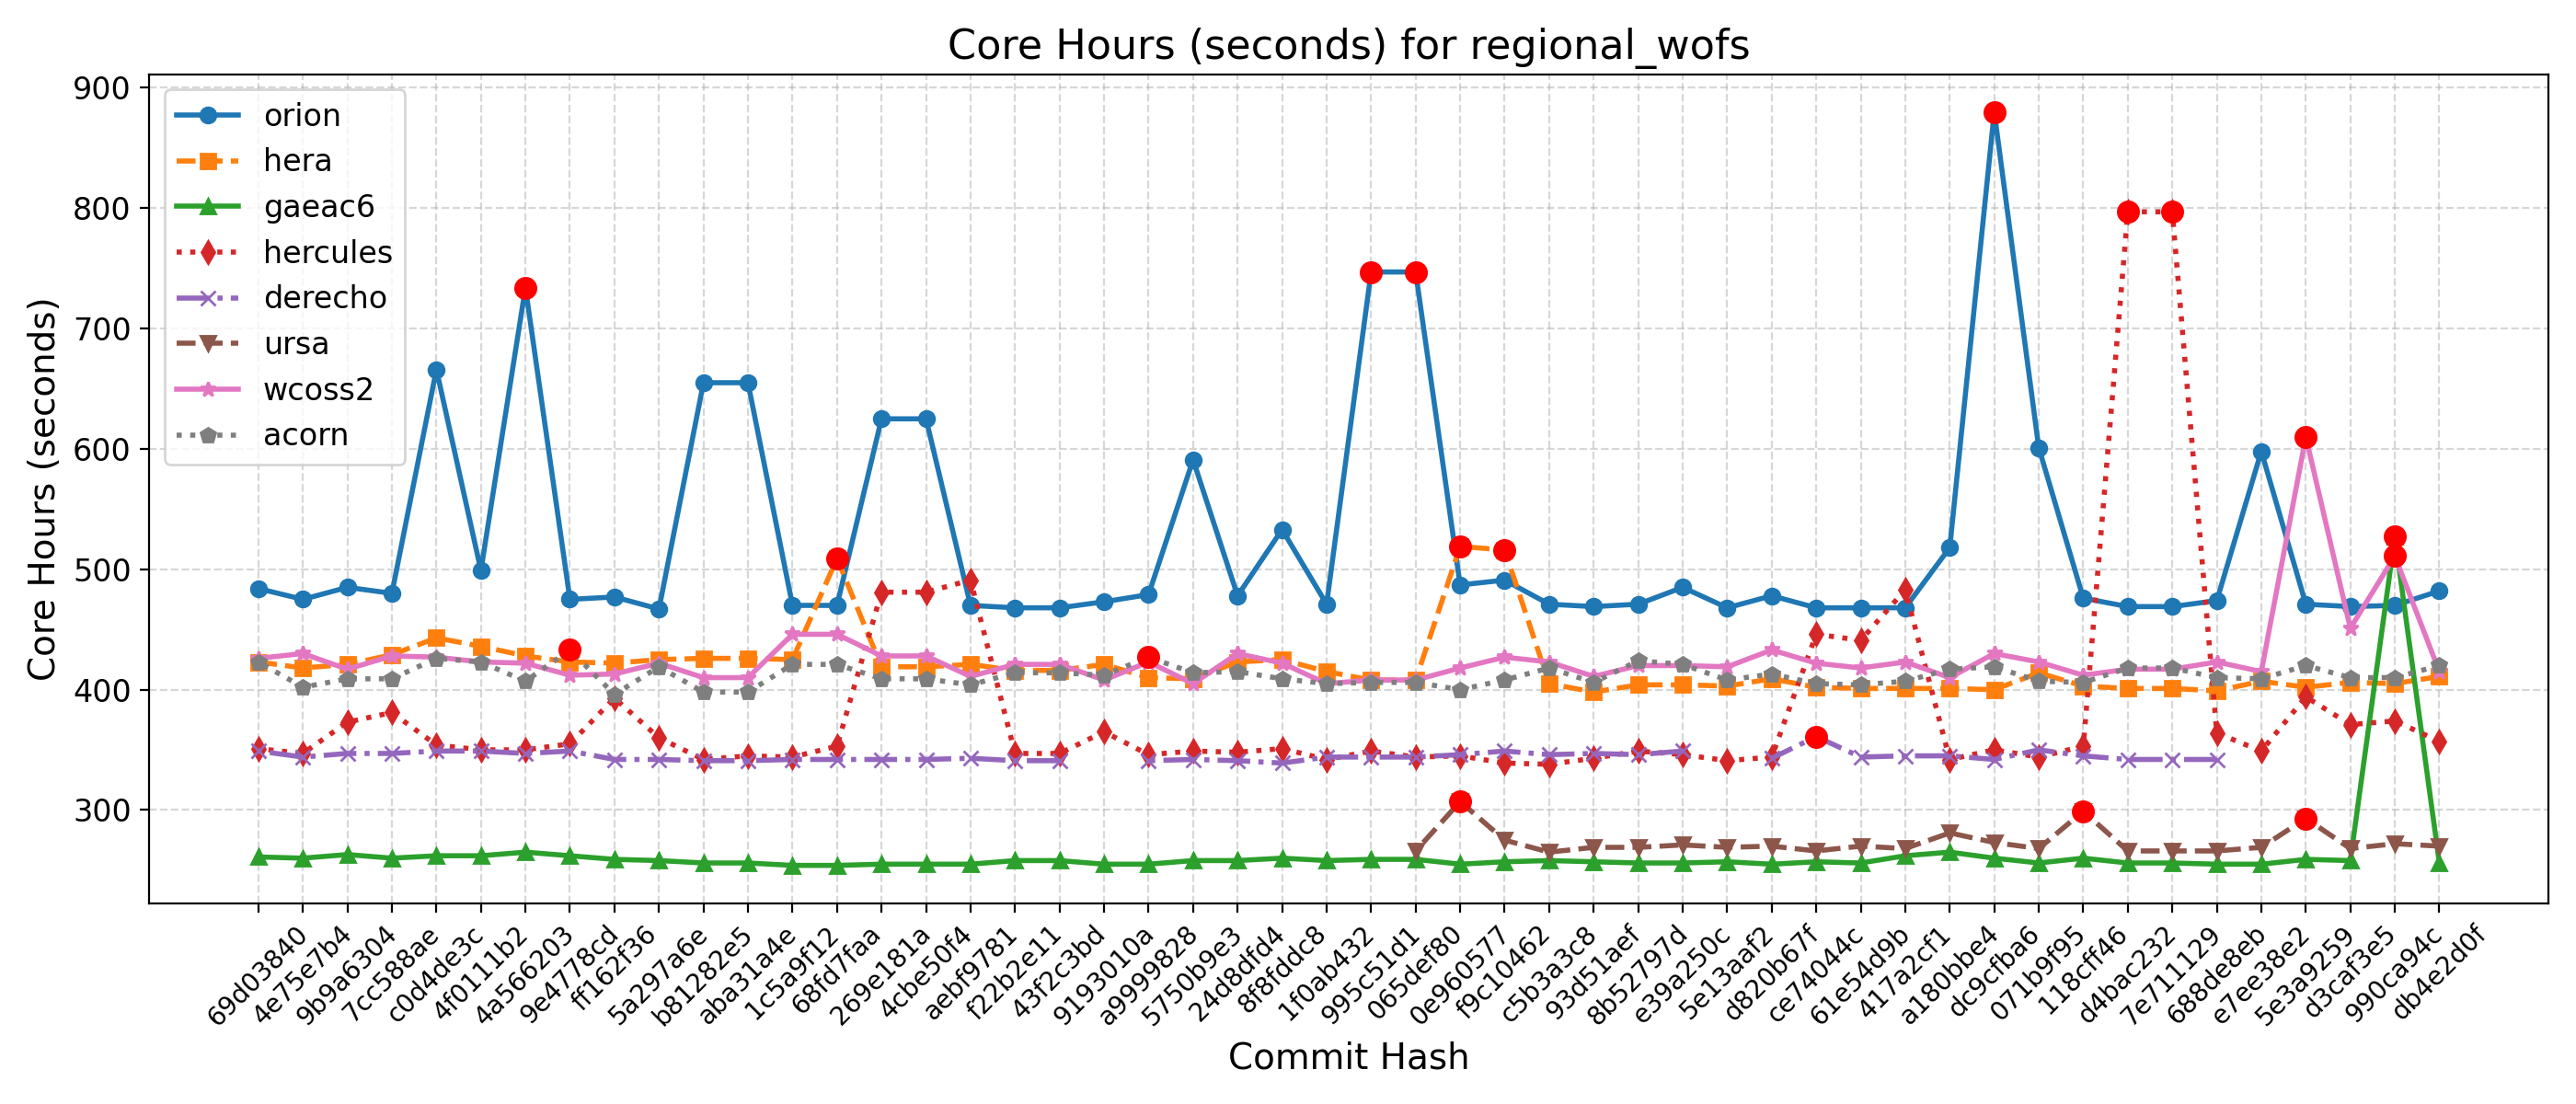 Core Hours (seconds) for regional_wofs
Core Hours (seconds)
900
800
700
600
500
400
300
orion
hera
gaeac6
hercules
derecho
ursa
wcoss2
acorn
69d03840
4e75e7b4
9b9a6304
7cc588ae
c0d4de3c
4f0111b2
4a566203
9e4778cd
ff162f36
5a297a6e
b81282e5
aba31a4e
1c5a9f12
68fd7faa
269e181a
4cbe50f4
aebf9781
f22b2e11
43f2c3bd
9193010a
a9999828
5750b9e3
24d8dfd4
8f8fddc8
1f0ab432
995c51d1
065def80
0e960577
f9c10462
c5b3a3c8
93d51aef
8b52797d
e39a250c
5e13aaf2
d820b67f
ce74044c
61e54d9b
417a2cf1
a180bbe4
dc9cfba6
071b9f95
118cff46
d4bac232
7e711129
688de8eb
e7ee38e2
5e3a9259
d3caf3e5
990ca94c
db4e2d0f
Commit Hash